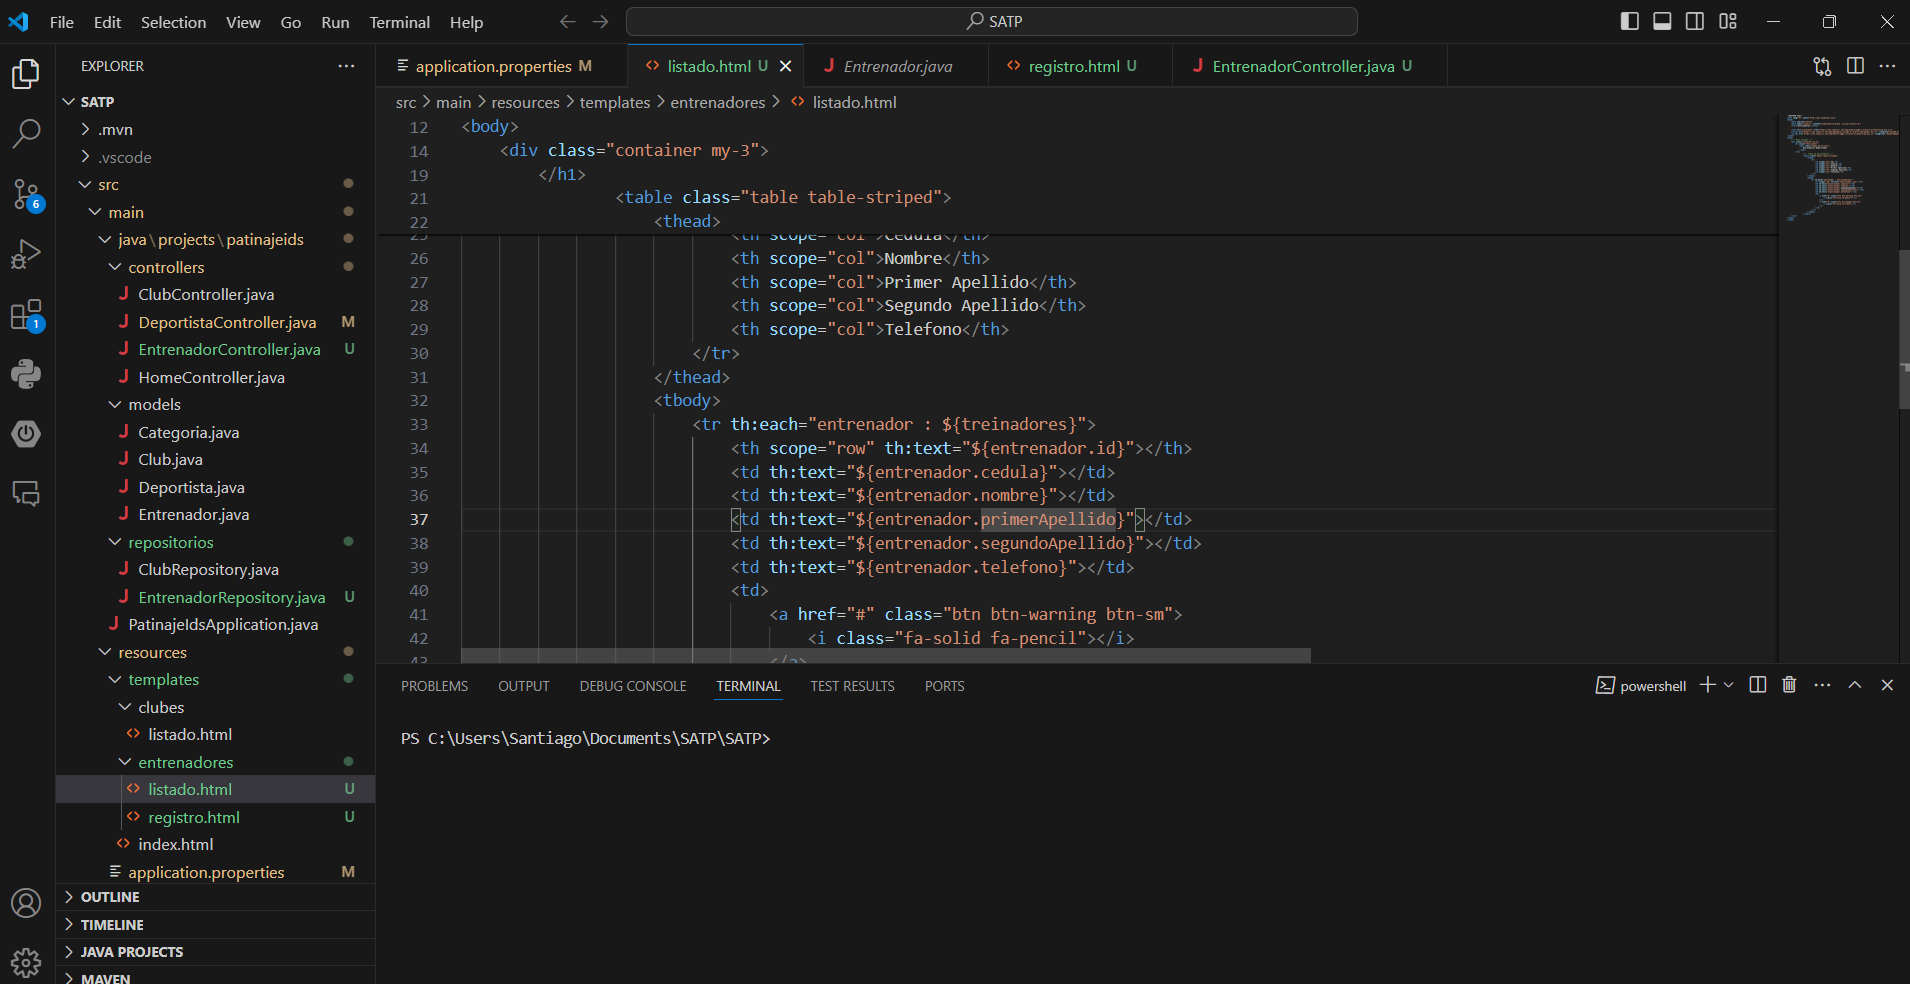 File Edit Selection View Go Run Terminal Help
SATP
EXPLORER
SATP
.mvn
.vscode
src
main
java\projects\patinajeids
controllers
ClubController.java
DeportistaController.java M
EntrenadorController.java U
HomeController.java
models
Categoria.java
Club.java
Deportista.java
Entrenador.java
repositorios
ClubRepository.java
EntrenadorRepository.java U
PatinajeIdsApplication.java
resources
templates
clubes
listado.html
entrenadores
listado.html U
registro.html U
index.html
application.properties M
OUTLINE
TIMELINE
JAVA PROJECTS
MAVEN
6
1
application.properties M listado.html U Entrenador.java registro.html U EntrenadorController.java U
src > main > resources > templates > entrenadores > listado.html
12 <body>
14 <div class="container my-3">
19 </h1>
21 <table class="table table-striped">
22 <thead>
25 <th scope="col">Cedula</th>
26 <th scope="col">Nombre</th>
27 <th scope="col">Primer Apellido</th>
28 <th scope="col">Segundo Apellido</th>
29 <th scope="col">Telefono</th>
30 </tr>
31 </thead>
32 <tbody>
33 <tr th:each="entrenador : ${treinadores}">
34 <th scope="row" th:text="${entrenador.id}"></th>
35 <td th:text="${entrenador.cedula}"></td>
36 <td th:text="${entrenador.nombre}"></td>
37 <td th:text="${entrenador.primerApellido}"></td>
38 <td th:text="${entrenador.segundoApellido}"></td>
39 <td th:text="${entrenador.telefono}"></td>
40 <td>
41 <a href="#" class="btn btn-warning btn-sm">
42 <i class="fa-solid fa-pencil"></i>
43 </a>
PROBLEMS OUTPUT DEBUG CONSOLE TERMINAL TEST RESULTS PORTS
powershell
PS C:\Users\Santiago\Documents\SATP\SATP>